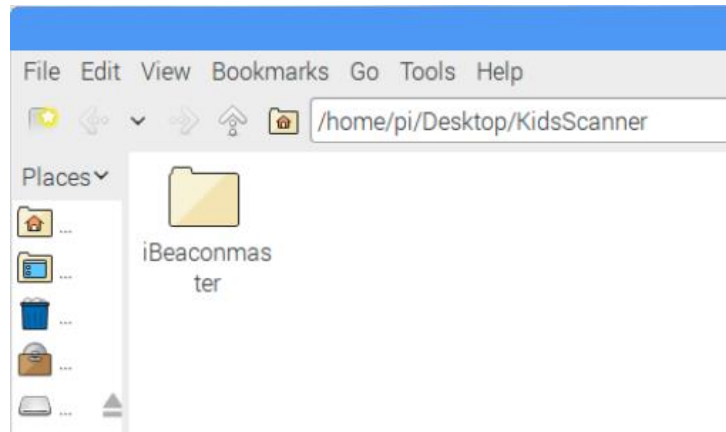 File Edit View Bookmarks Go Tools Help
/home/pi/Desktop/KidsScanner
Places
...
iBeaconmas
ter
...
...
...
...